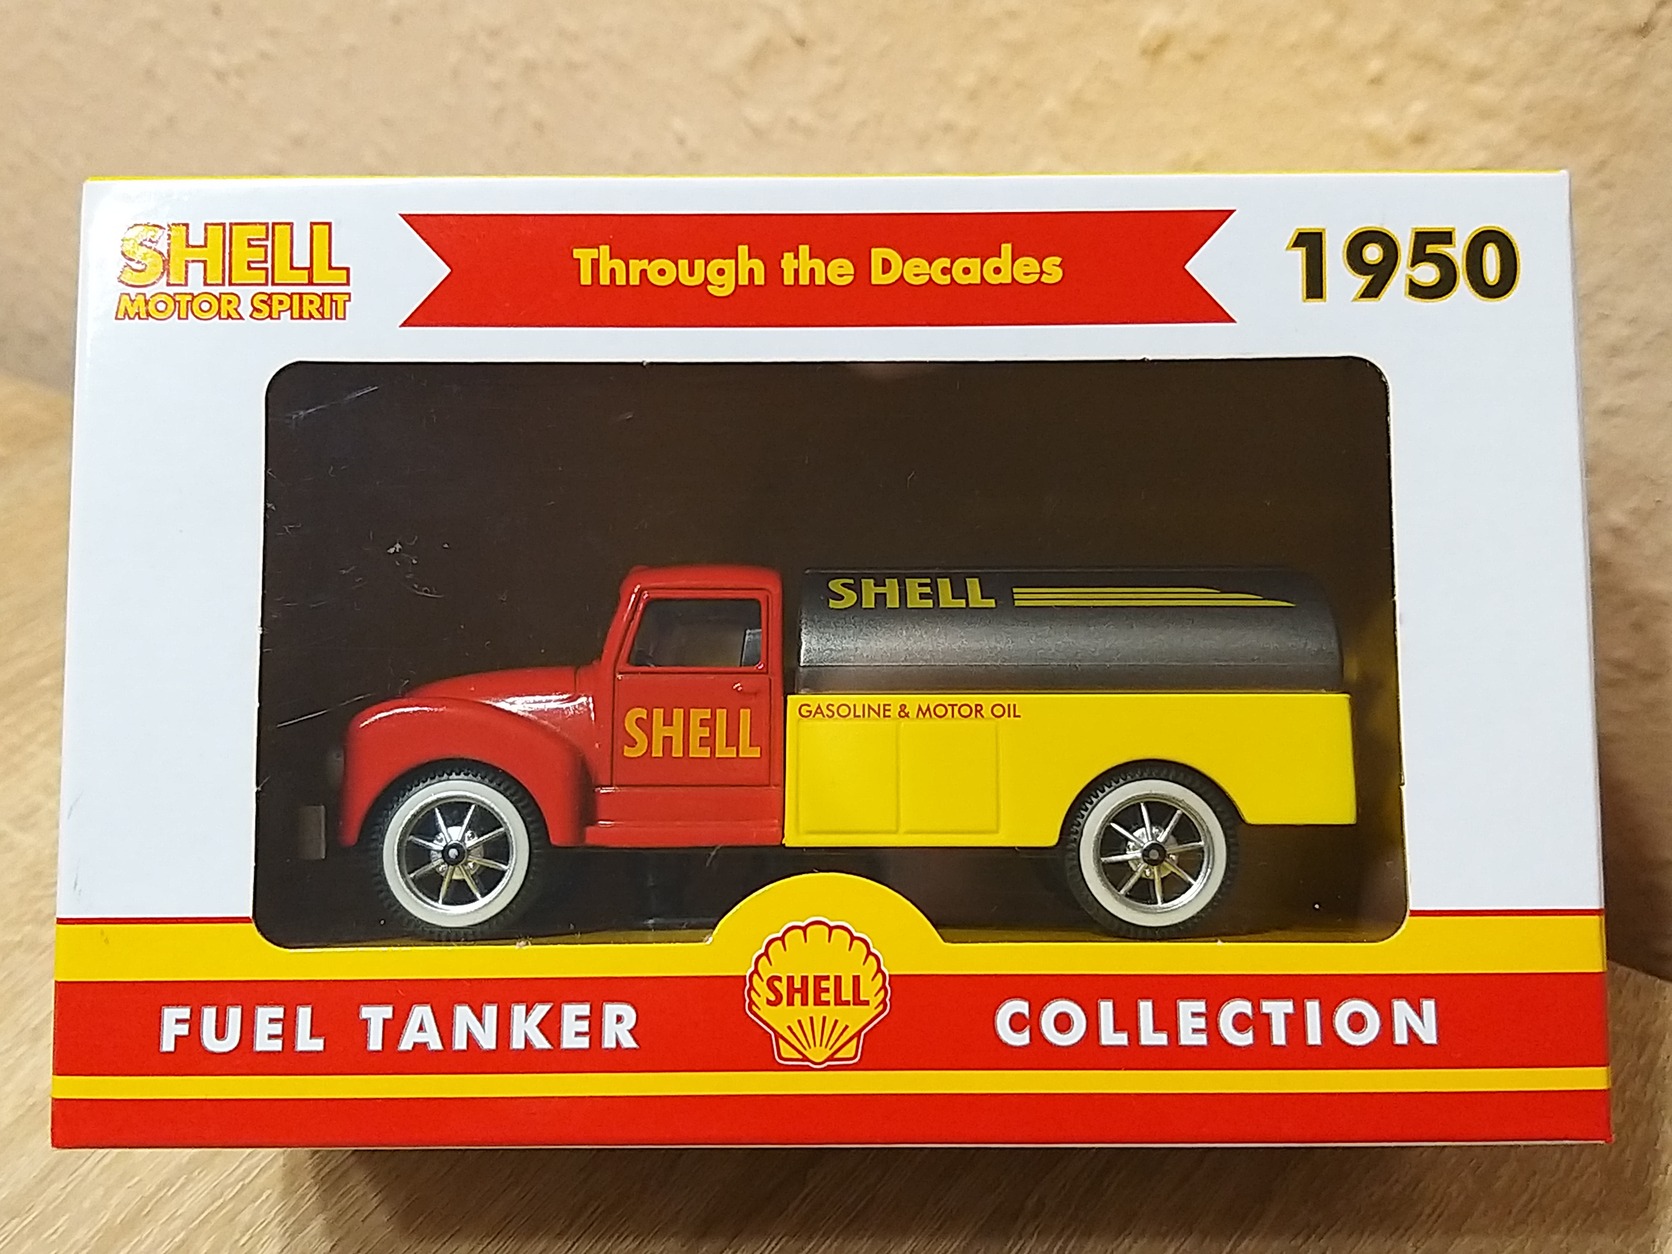 SHELL
MOTOR SPIRIT
Through the Decades
1950
SHELL
SHELL
GASOLINE & MOTOR OIL
FUEL TANKER
SHELL
COLLECTION